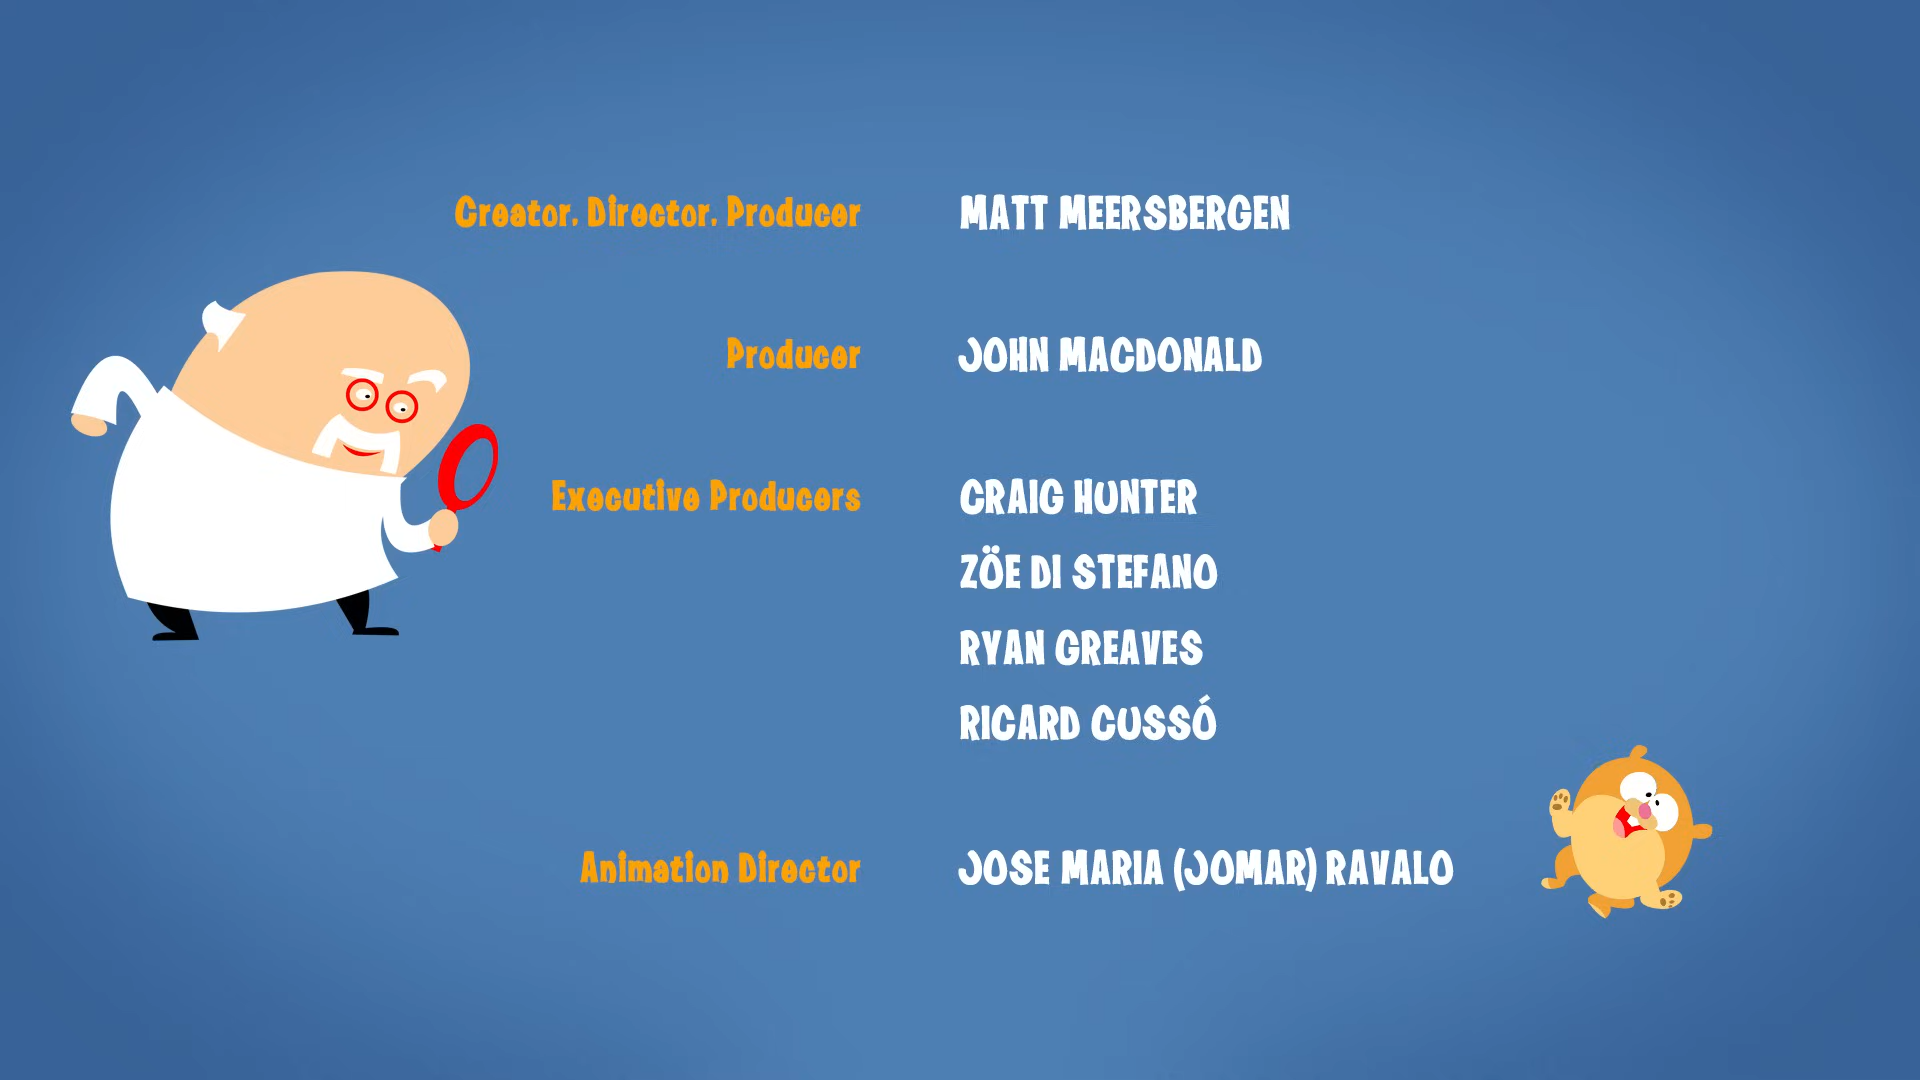 Creator, Director, Producer MATT MEERSBERGEN
Producer JOHN MACDONALD
Executive Producers CRAIG HUNTER
ZÖE DI STEFANO
RYAN GREAVES
RICARD CUSSÓ
Animation Director JOSE MARIA (JOMAR) RAVALO